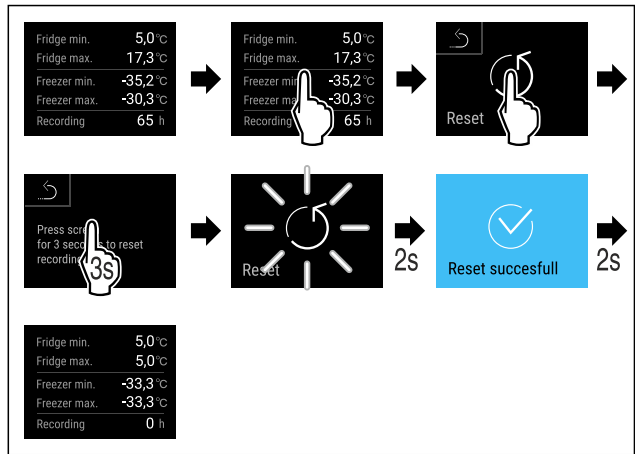 Fridge min. 5,0°C
Fridge max. 17,3°C
Freezer min. -35,2°C
Freezer max. -30,3°C
Recording 65 h
Fridge min. 5,0°C
Fridge max. 17,3°C
Freezer -35,2°C
Freezer -30,3°C
Recording 65 h
Reset
Press
for 3 to reset
3s
Reset
2s
Reset succesfull
2s
Fridge min. 5,0°C
Fridge max. 5,0°C
Freezer min. -33,3°C
Freezer max. -33,3°C
Recording 0 h